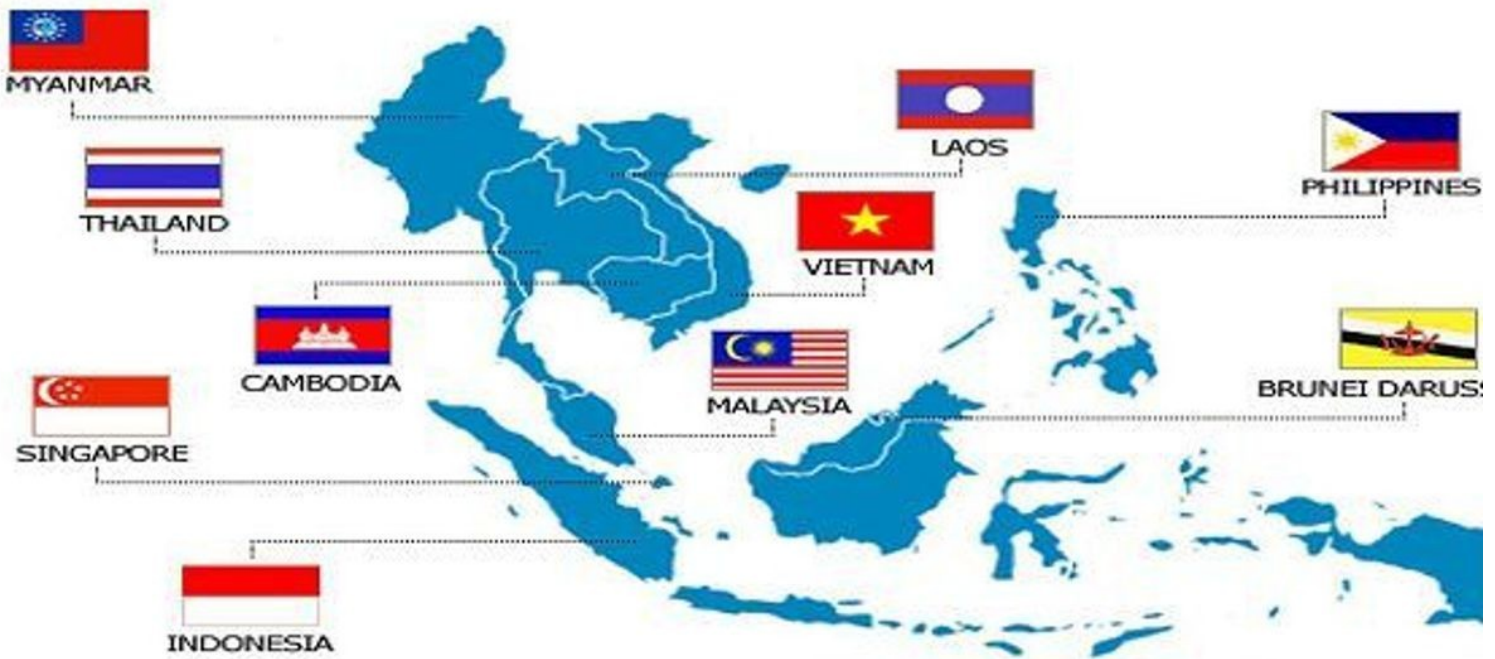 MYANMAR
LAOS
PHILIPPINES
THAILAND
VIETNAM
CAMBODIA
MALAYSIA
BRUNEI DARUSS
SINGAPORE
INDONESIA